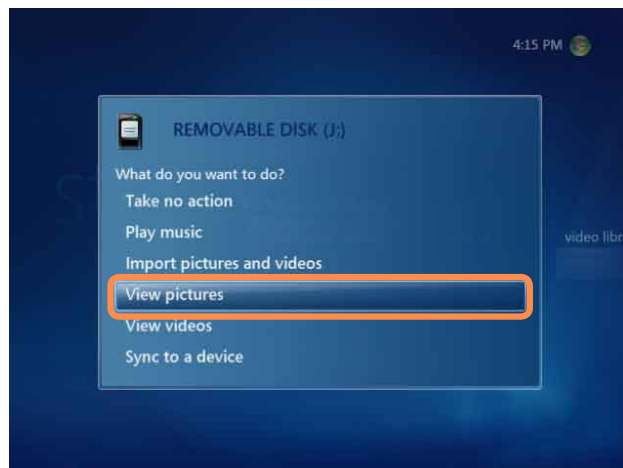 4:15 PM
REMOVABLE DISK (J:)
What do you want to do?
Take no action
Play music
video libr
Import pictures and videos
View pictures
View videos
Sync to a device